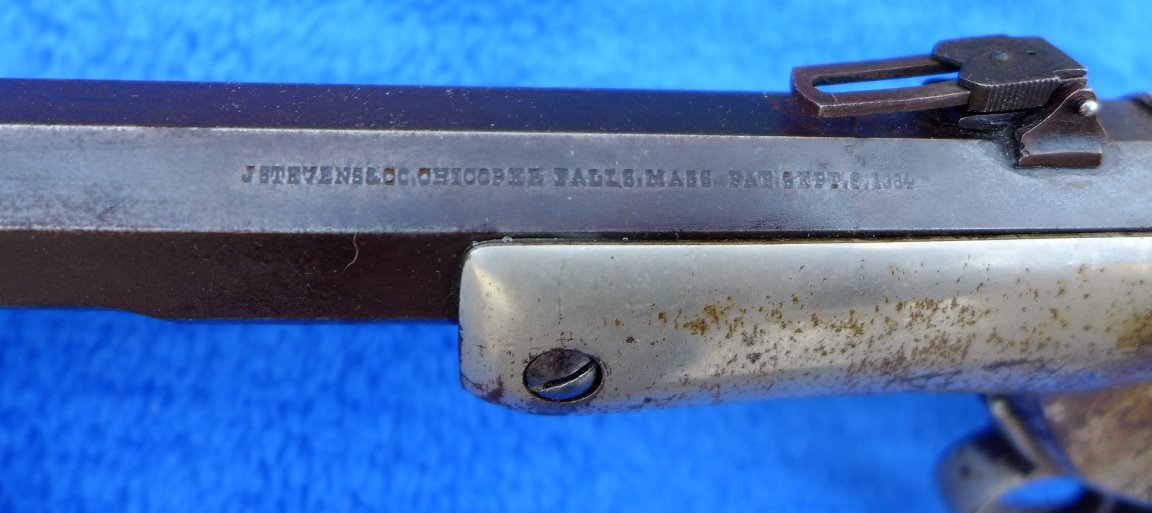 J STEVENS & CO. CHICOPEE FALLS, MASS. PAT. SEPT. 6, 1864